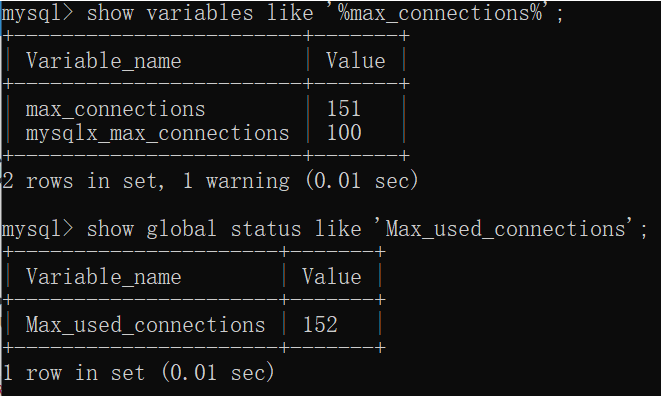 mysql> show variables like '%max_connections%';
+------------------------+-------+
| Variable_name          | Value |
+------------------------+-------+
| max_connections        | 151   |
| mysqlx_max_connections | 100   |
+------------------------+-------+
2 rows in set, 1 warning (0.01 sec)
mysql> show global status like 'Max_used_connections';
+----------------------+-------+
| Variable_name        | Value |
+----------------------+-------+
| Max_used_connections | 152   |
+----------------------+-------+
1 row in set (0.01 sec)